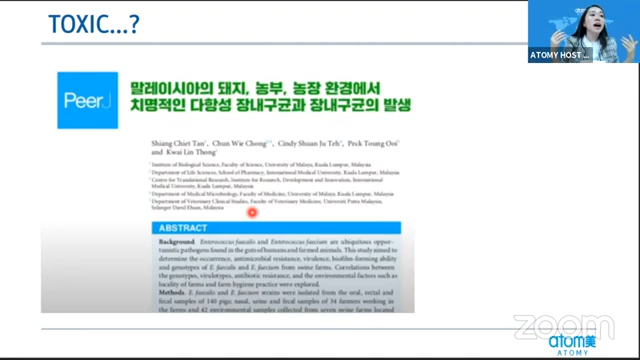 TOXIC...?
atom美
ATOMY HOST ...
PeerJ
말레이시아의 돼지, 농부, 농장 환경에서
치명적인 다항성 장내구균과 장내구균의 발생
Shiang Chiet Tan, Chun Wie Chong, Cindy Shuan Ju Teh, Peck Toung Ooi
and Kwai Lin Thong
Institute of Biological Science, Faculty of Science, University of Malaya, Kuala Lumpur, Malaysia
Department of Life Sciences, School of Pharmacy, International Medical University, Kuala Lumpur, Malaysia
Centre for Translational Research, Institute for Research, Development and Innovation, International
Medical University, Kuala Lumpur, Malaysia
Department of Medical Microbiology, Faculty of Medicine, University of Malaya, Kuala Lumpur, Malaysia
Department of Veterinary Clinical Studies, Faculty of Veterinary Medicine, Universiti Putra Malaysia,
Selangor Darul Ehsan, Malaysia
ABSTRACT
Background. Enterococcus faecalis and Enterococcus faecium are ubiquitous oppor-
tunistic pathogens found in the guts of humans and farmed animals. This study aimed to
determine the occurrence, antimicrobial resistance, virulence, biofilm-forming ability
and genotypes of E. faecalis and E. faecium from swine farms. Correlations between
the genotypes, virulotypes, antibiotic resistance, and the environmental factors such as
locality of farms and farm hygiene practice were explored.
Methods. E. faecalis and E. faecium strains were isolated from the oral, rectal and
fecal samples of 140 pigs; nasal, urine and fecal samples of 34 farmers working in
the farms and 42 environmental samples collected from seven swine farms located
zoom
atom美
ATOMY